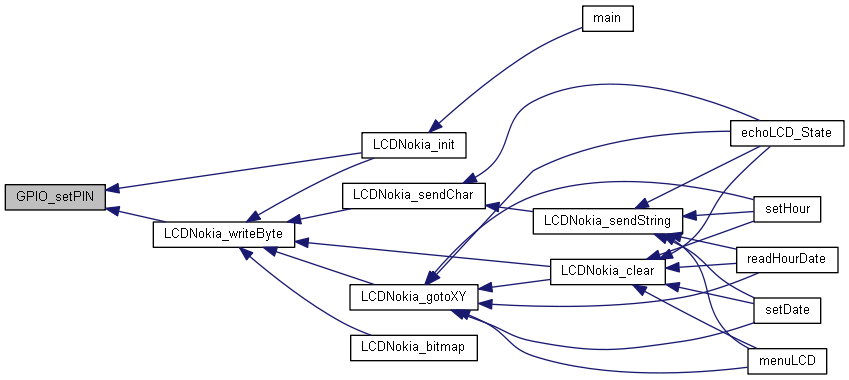 main
echoLCD_State
LCDNokia_init
GPIO_setPIN
LCDNokia_sendChar
LCDNokia_writeByte
LCDNokia_sendString
setHour
readHourDate
LCDNokia_clear
LCDNokia_gotoXY
setDate
LCDNokia_bitmap
menuLCD